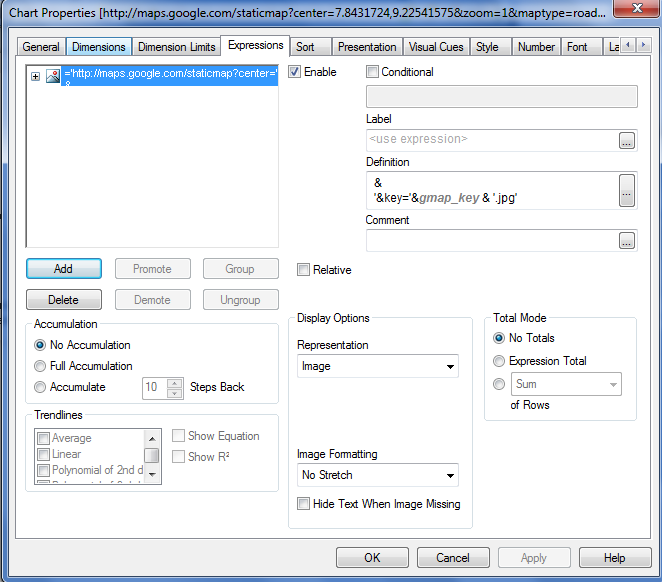 Chart Properties [http://maps.google.com/staticmap?center=7.8431724,9.22541575&zoom=1&maptype=road...
General Dimensions Dimension Limits Expressions Sort Presentation Visual Cues Style Number Font
='http://maps.google.com/staticmap?center='
Enable
Conditional
Label
<use expression>
...
Definition
&
'&key='&gmap_key & '.jpg'
...
Comment
...
Add Promote Group
Relative
Delete Demote Ungroup
Accumulation
No Accumulation
Full Accumulation
Accumulate 10 Steps Back
Display Options
Representation
Image
Total Mode
No Totals
Expression Total
Sum
of Rows
Trendlines
Average
Linear
Polynomial of 2nd d
Show Equation
Show R²
Image Formatting
No Stretch
Hide Text When Image Missing
OK Cancel Apply Help